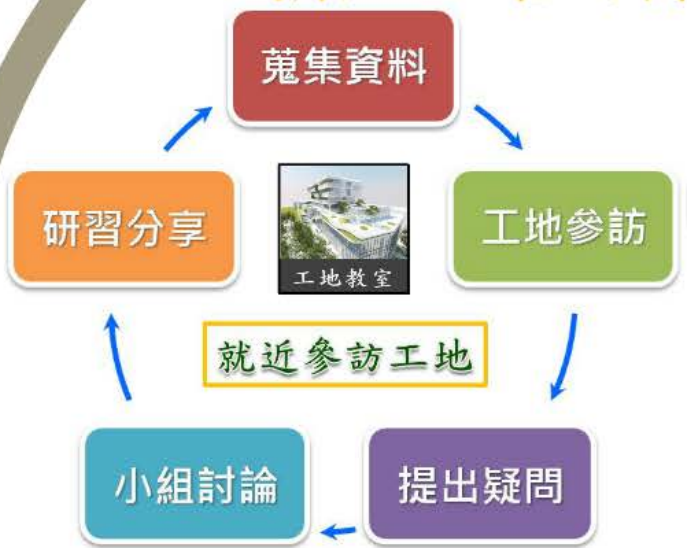 蒐集資料
研習分享
工地參訪
工地教室
就近參訪工地
小組討論
提出疑問